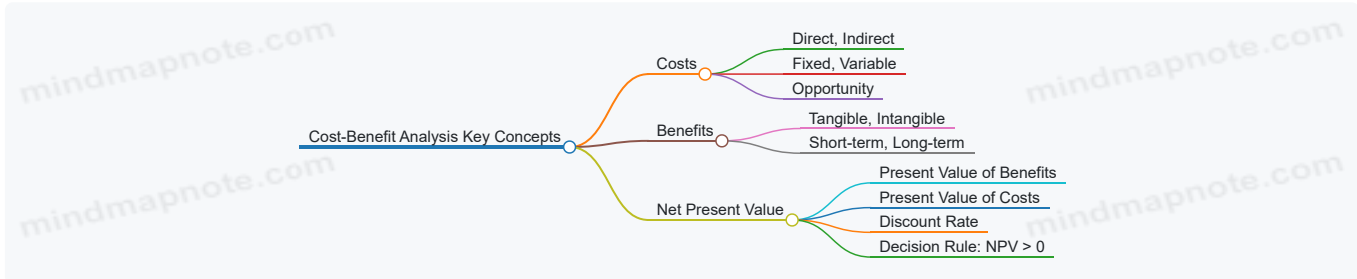 mindmapnote.com
mindmapnote.com
Direct, Indirect
Costs
Fixed, Variable
Opportunity
Tangible, Intangible
Benefits
Cost-Benefit Analysis Key Concepts
Short-term, Long-term
mindmapnote.com
mindmapnote.com
Present Value of Benefits
Present Value of Costs
Net Present Value
Discount Rate
Decision Rule: NPV > 0